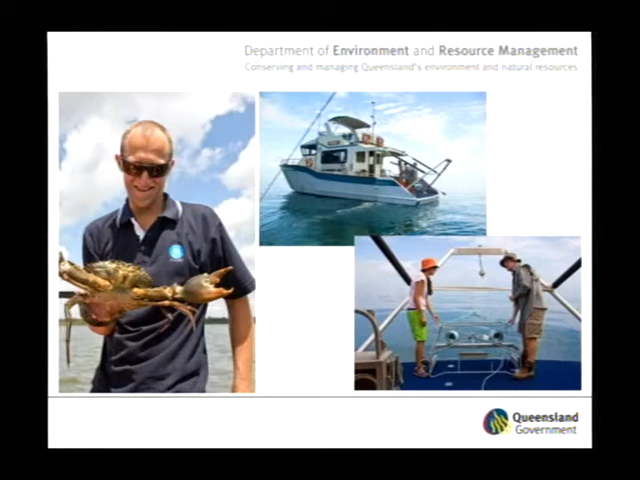 Department of Environment and Resource Management
Conserving and managing Queensland's environment and natural resources
Queensland
Government